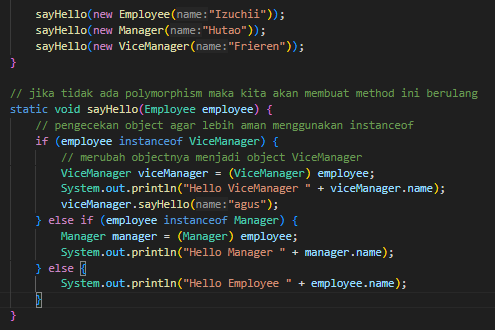 sayHello(new Employee(name:"Izuchii"));
sayHello(new Manager(name:"Hutao"));
sayHello(new ViceManager(name:"Frieren"));
}
// jika tidak ada polymorphism maka kita akan membuat method ini berulang
static void sayHello(Employee employee) {
// pengecekan object agar lebih aman menggunakan instanceof
if (employee instanceof ViceManager) {
// merubah objectnya menjadi object ViceManager
ViceManager viceManager = (ViceManager) employee;
System.out.println("Hello ViceManager " + viceManager.name);
viceManager.sayHello(name:"agus");
} else if (employee instanceof Manager) {
Manager manager = (Manager) employee;
System.out.println("Hello Manager " + manager.name);
} else {
System.out.println("Hello Employee " + employee.name);
}
}